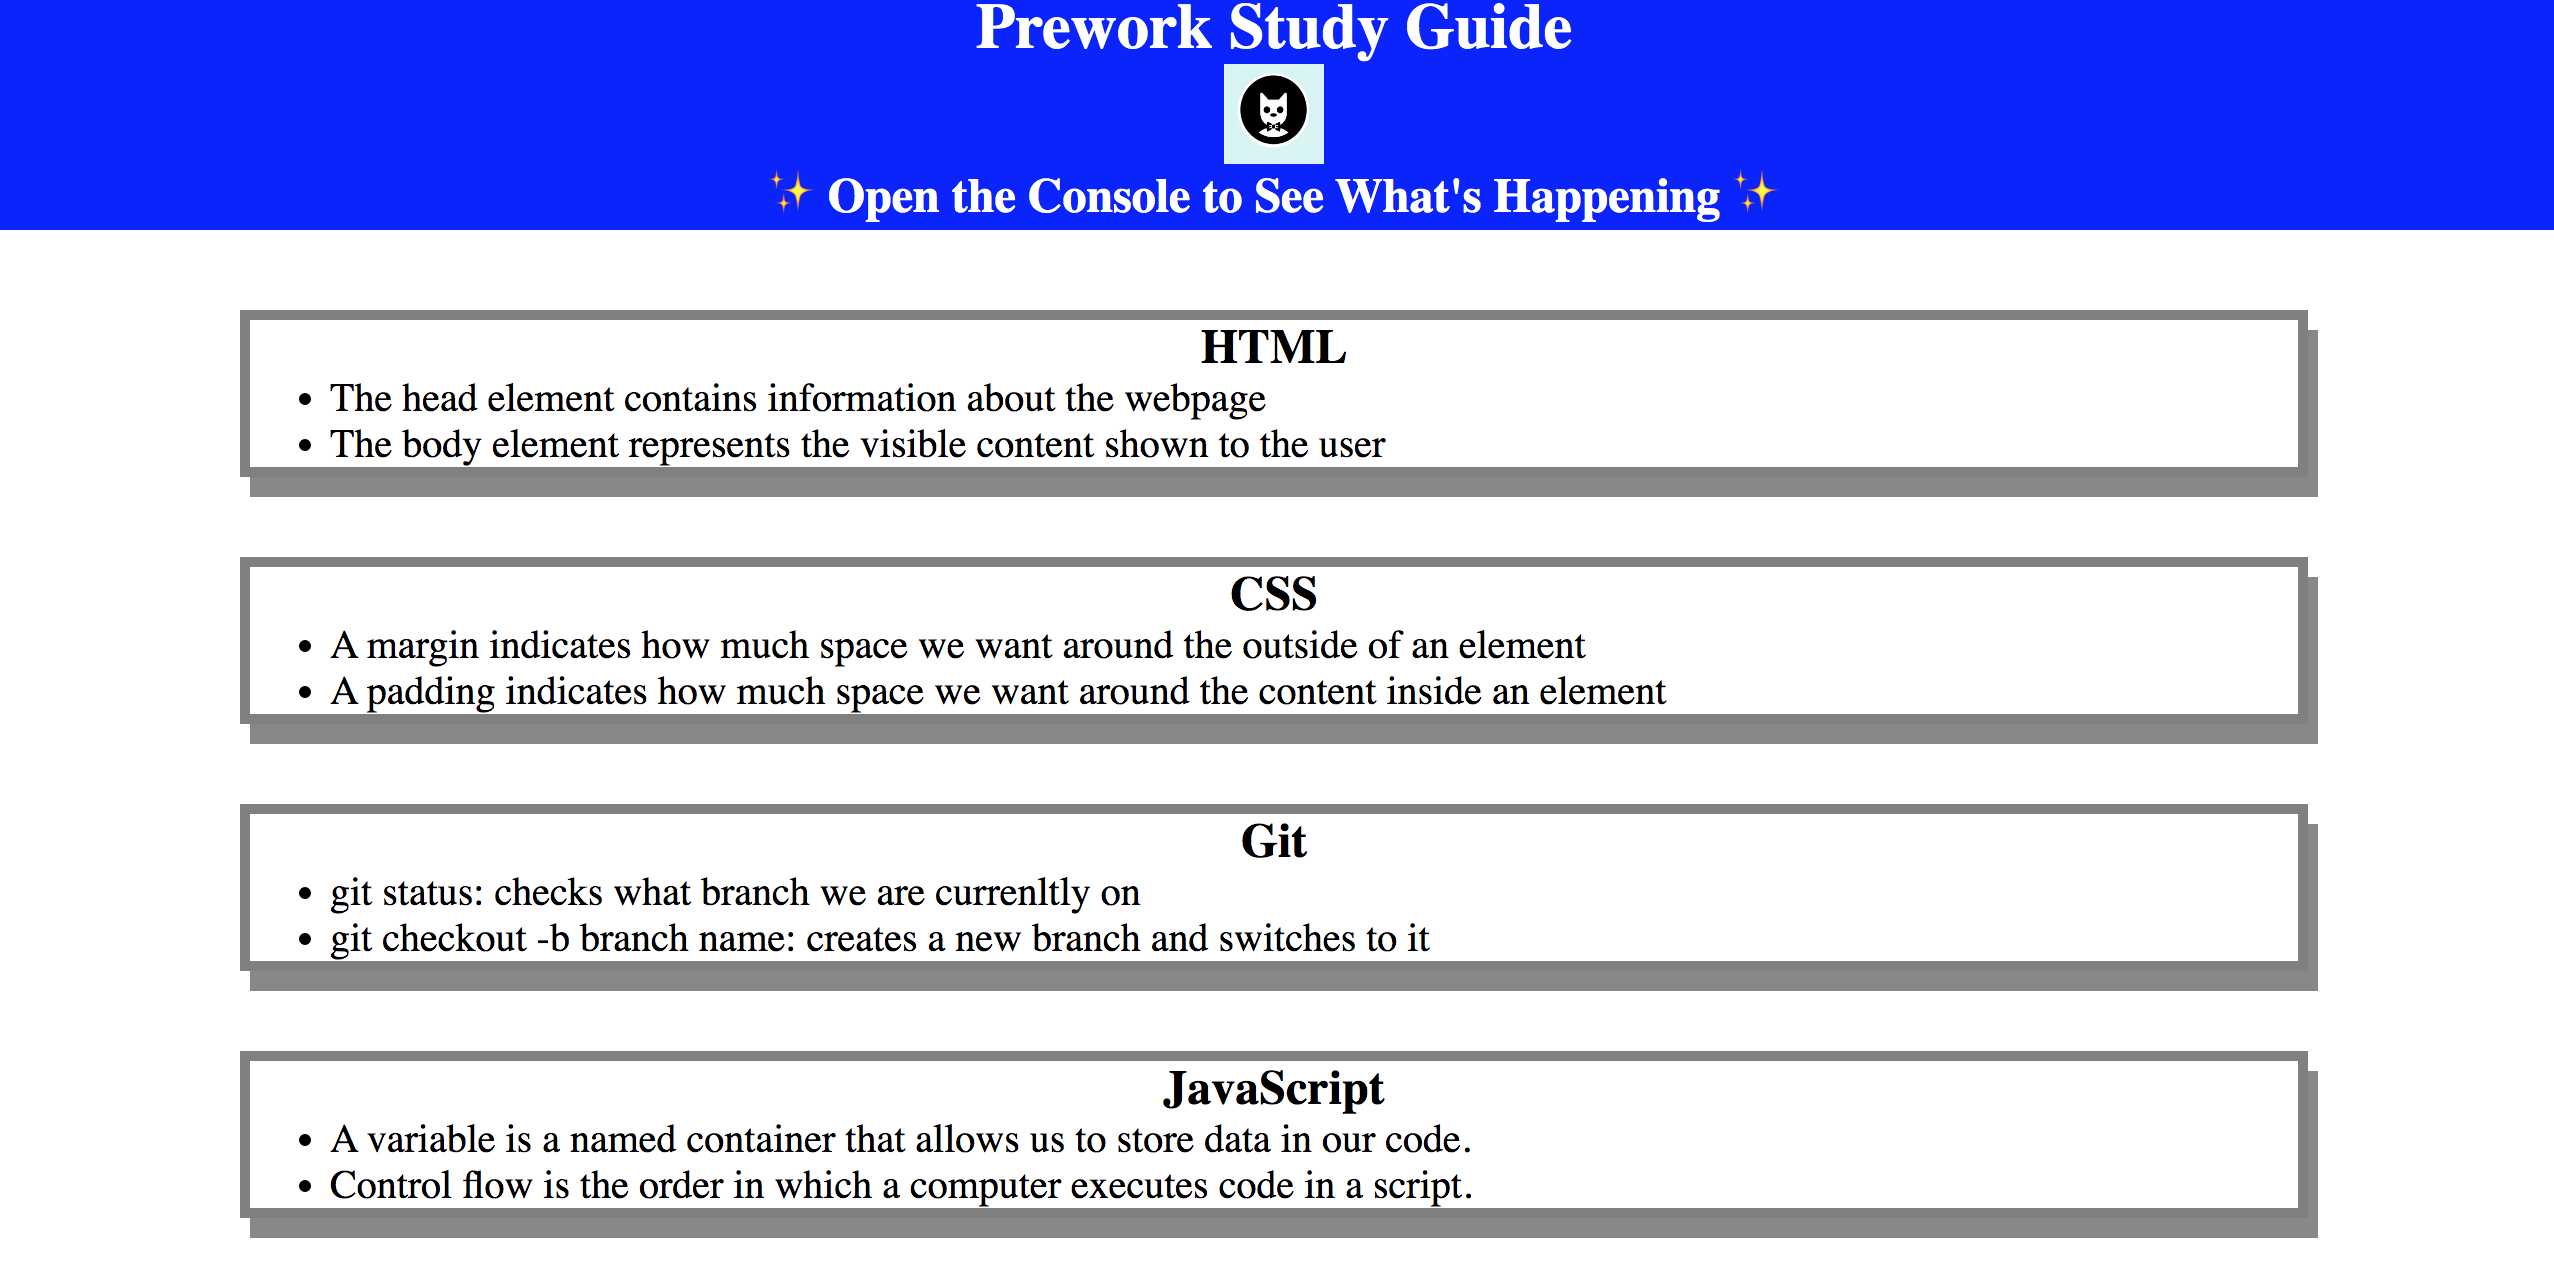 Prework Study Guide
✨ Open the Console to See What's Happening ✨
HTML
• The head element contains information about the webpage
• The body element represents the visible content shown to the user
CSS
• A margin indicates how much space we want around the outside of an element
• A padding indicates how much space we want around the content inside an element
Git
• git status: checks what branch we are currenltly on
• git checkout -b branch name: creates a new branch and switches to it
JavaScript
• A variable is a named container that allows us to store data in our code.
• Control flow is the order in which a computer executes code in a script.